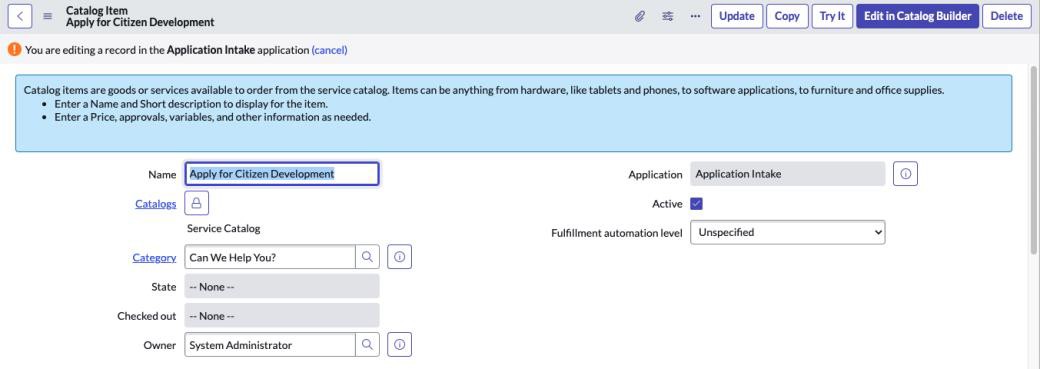 Catalog Item
Apply for Citizen Development
Update
Copy
Try It
Edit in Catalog Builder
Delete
You are editing a record in the Application Intake application (cancel)
Catalog items are goods or services available to order from the service catalog. Items can be anything from hardware, like tablets and phones, to software applications, to furniture and office supplies.
• Enter a Name and Short description to display for the item.
• Enter a Price, approvals, variables, and other information as needed.
Name Apply for Citizen Development
Application Application Intake
Catalogs
Active
Service Catalog
Fulfillment automation level Unspecified
Category Can We Help You?
State -- None --
Checked out -- None --
Owner System Administrator